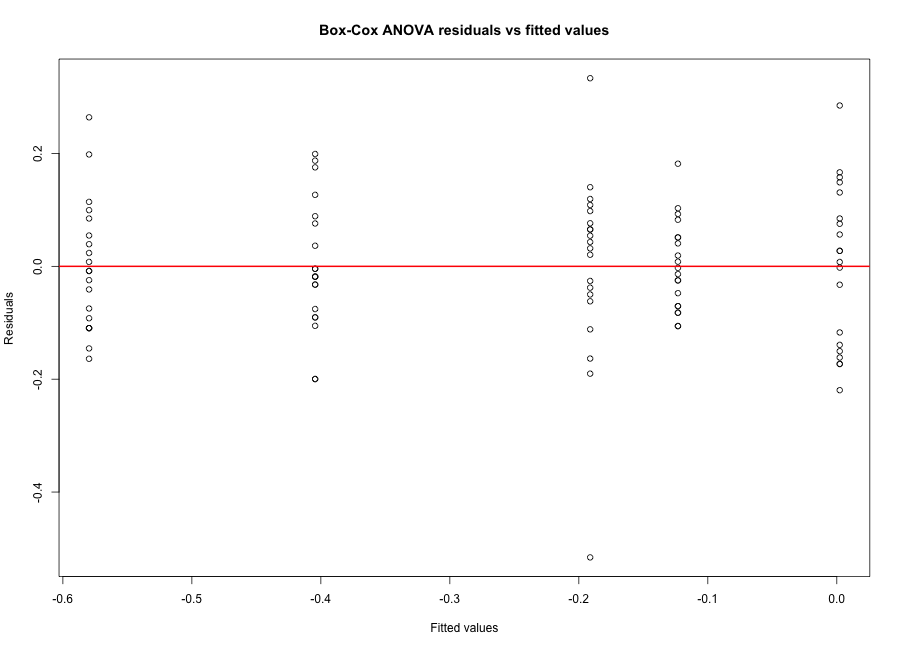 Box-Cox ANOVA residuals vs fitted values
Residuals
0.2
0.0
-0.2
-0.4
-0.6 -0.5 -0.4 -0.3 -0.2 -0.1 0.0
Fitted values